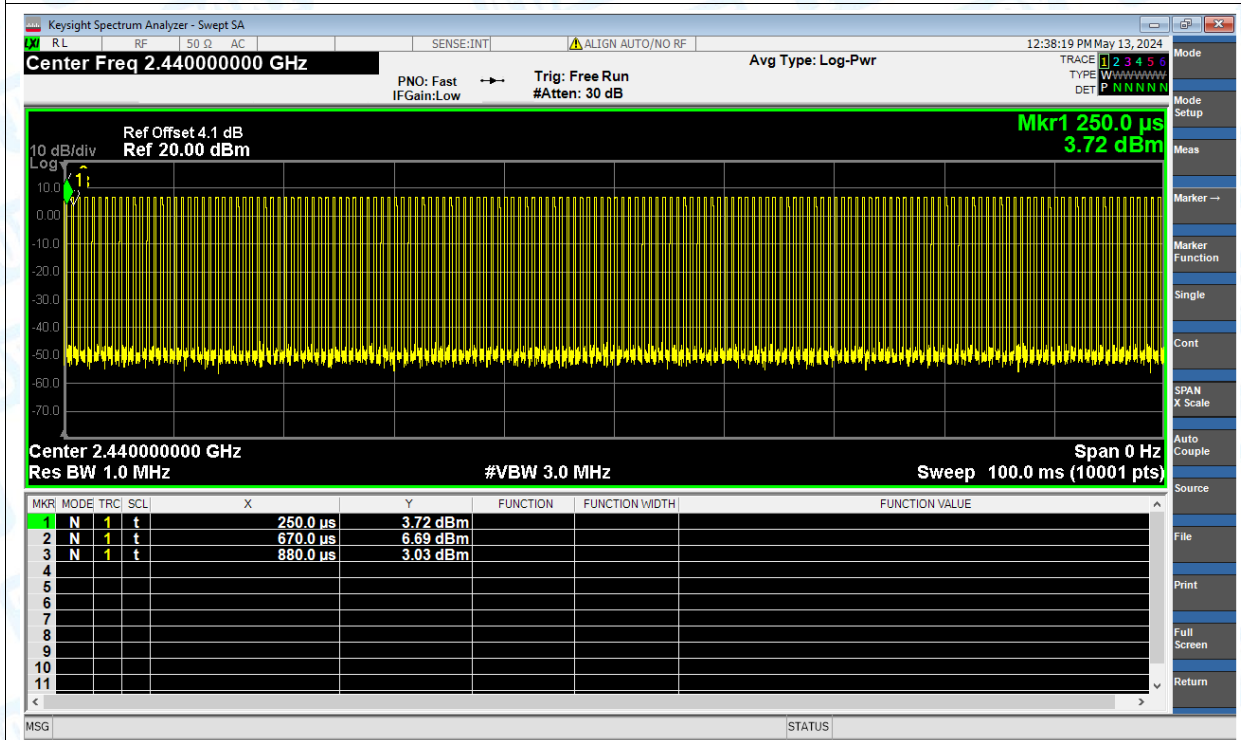 Keysight Spectrum Analyzer - Swept SA
LXI RL RF 50 Ω AC SENSE:INT ALIGN AUTO/NO RF 12:38:19 PM May 13, 2024
Center Freq 2.440000000 GHz
PNO: Fast
IFGain:Low
Trig: Free Run
#Atten: 30 dB
Avg Type: Log-Pwr
TRACE 1 2 3 4 5 6
TYPE WWWWWW
DET P N N N N N
Mkr1 250.0 µs
3.72 dBm
Ref Offset 4.1 dB
10 dB/div Ref 20.00 dBm
Log
1
10.0
0.00
-10.0
-20.0
-30.0
-40.0
-50.0
-60.0
-70.0
Center 2.440000000 GHz Span 0 Hz
Res BW 1.0 MHz #VBW 3.0 MHz Sweep 100.0 ms (10001 pts)
MKR MODE TRC SCL X Y FUNCTION FUNCTION WIDTH FUNCTION VALUE
1 N 1 t 250.0 µs 3.72 dBm
2 N 1 t 670.0 µs 6.69 dBm
3 N 1 t 880.0 µs 3.03 dBm
4
5
6
7
8
9
10
11
MSG STATUS
Mode
Mode
Setup
Meas
Marker→
Marker
Function
Single
Cont
SPAN
X Scale
Auto
Couple
Source
File
Print
Full
Screen
Return